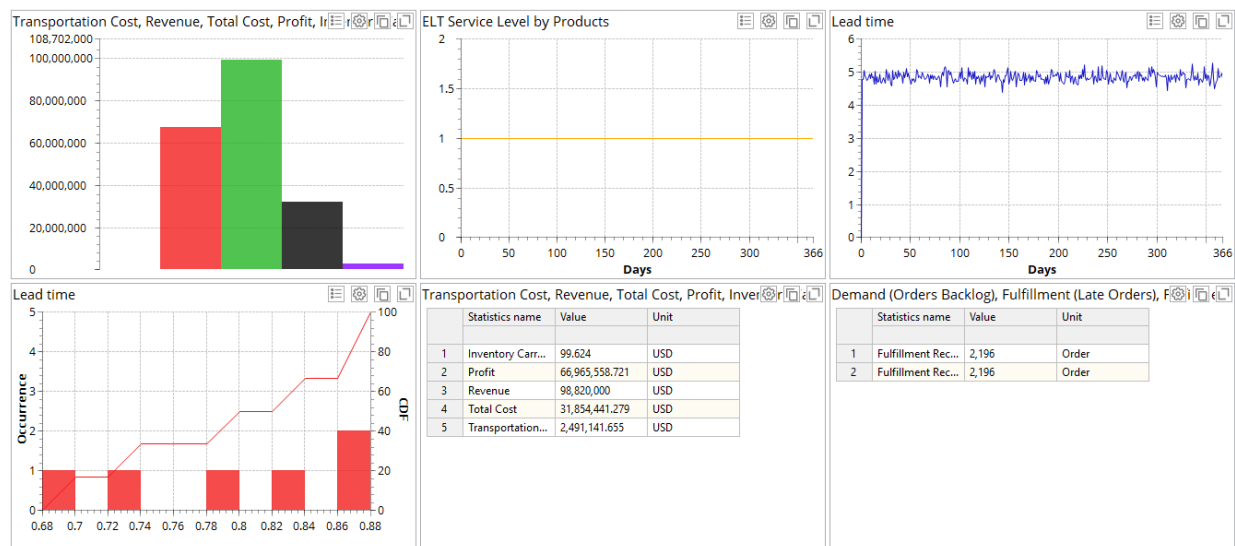 Transportation Cost, Revenue, Total Cost, Profit, In
ELT Service Level by Products
Lead time
108,702,000
100,000,000
80,000,000
60,000,000
40,000,000
20,000,000
0
2
1.5
1
0.5
0
0 50 100 150 200 250 300 366
Days
6
5
4
3
2
1
0
0 50 100 150 200 250 300 366
Days
Lead time
5
4
3
2
1
0
Occurrence
100
80
60
40
20
0
CDF
0.68 0.7 0.72 0.74 0.76 0.78 0.8 0.82 0.84 0.86 0.88
Transportation Cost, Revenue, Total Cost, Profit, Inver
Statistics name Value Unit
1 Inventory Carr... 99.624 USD
2 Profit 66,965,558.721 USD
3 Revenue 98,820,000 USD
4 Total Cost 31,854,441.279 USD
5 Transportation... 2,491,141.655 USD
Demand (Orders Backlog), Fulfillment (Late Orders), F
Statistics name Value Unit
1 Fulfillment Rec... 2,196 Order
2 Fulfillment Rec... 2,196 Order